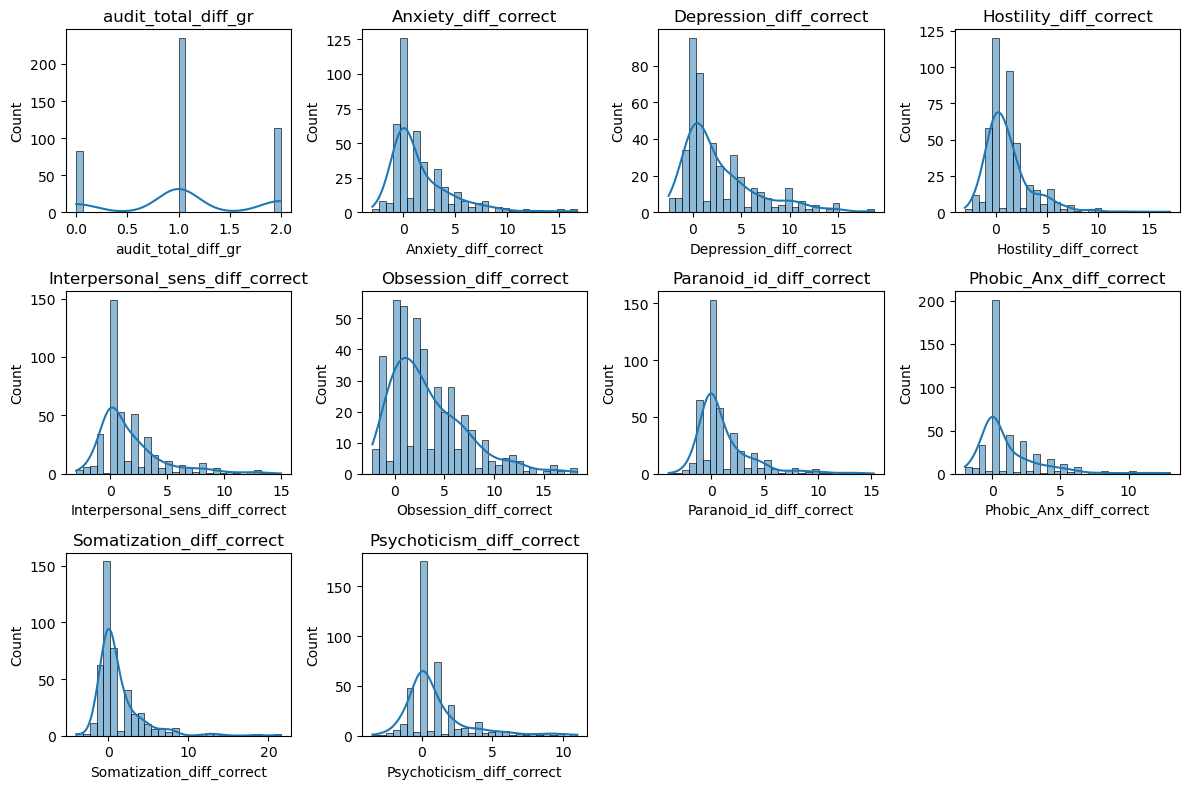 audit_total_diff_gr
Count
200
150
100
50
0
0.0 0.5 1.0 1.5 2.0
audit_total_diff_gr
Anxiety_diff_correct
Count
125
100
75
50
25
0
0 5 10 15
Anxiety_diff_correct
Depression_diff_correct
Count
80
60
40
20
0
0 5 10 15
Depression_diff_correct
Hostility_diff_correct
Count
125
100
75
50
25
0
0 5 10 15
Hostility_diff_correct
Interpersonal_sens_diff_correct
Count
150
100
50
0
0 5 10 15
Interpersonal_sens_diff_correct
Obsession_diff_correct
Count
50
40
30
20
10
0
0 5 10 15
Obsession_diff_correct
Paranoid_id_diff_correct
Count
150
100
50
0
0 5 10 15
Paranoid_id_diff_correct
Phobic_Anx_diff_correct
Count
200
150
100
50
0
0 5 10
Phobic_Anx_diff_correct
Somatization_diff_correct
Count
150
100
50
0
0 10 20
Somatization_diff_correct
Psychoticism_diff_correct
Count
150
100
50
0
0 5 10
Psychoticism_diff_correct